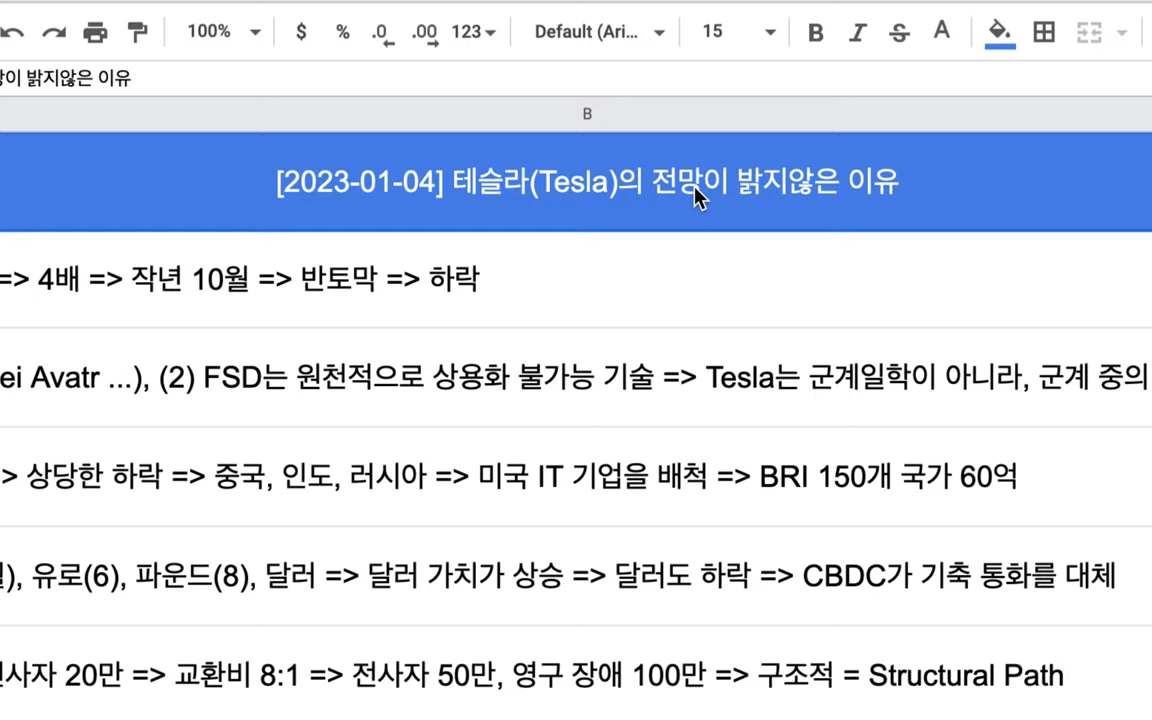 100% $ % .0 .00 123 Default (Ari... 15 B I S A
이 밝지않은 이유
B
[2023-01-04] 테슬라(Tesla)의 전망이 밝지않은 이유
=> 4배 => 작년 10월 => 반토막 => 하락
ei Avatr ...), (2) FSD는 원천적으로 상용화 불가능 기술 => Tesla는 군계일학이 아니라, 군계 중의
> 상당한 하락 => 중국, 인도, 러시아 => 미국 IT 기업을 배척 => BRI 150개 국가 60억
), 유로(6), 파운드(8), 달러 => 달러 가치가 상승 => 달러도 하락 => CBDC가 기축 통화를 대체
사자 20만 => 교환비 8:1 => 전사자 50만, 영구 장애 100만 => 구조적 = Structural Path